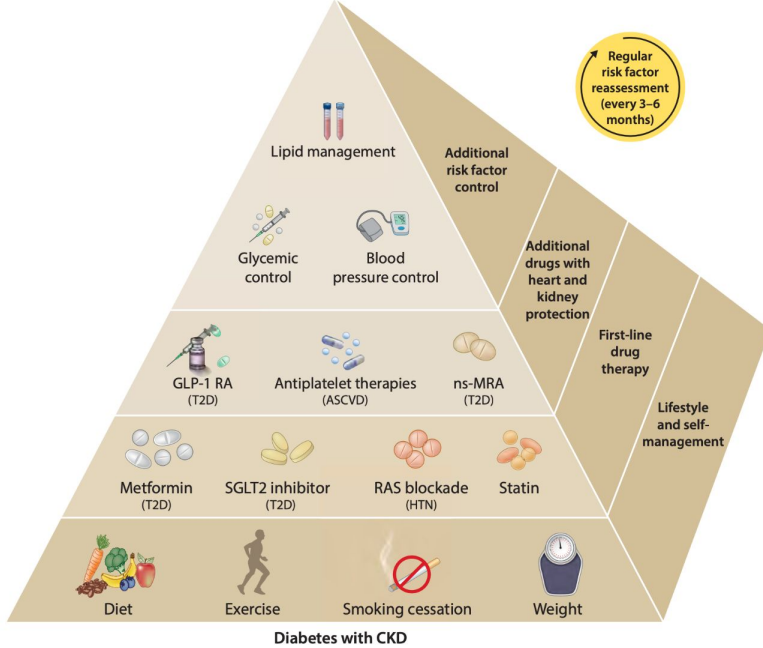 Regular
risk factor
reassessment
(every 3–6
months)
Lipid management
Additional
risk factor
control
Glycemic
control
Blood
pressure control
Additional
drugs with
heart and
kidney
protection
GLP-1 RA
(T2D)
Antiplatelet therapies
(ASCVD)
ns-MRA
(T2D)
First-line
drug
therapy
Metformin
(T2D)
SGLT2 inhibitor
(T2D)
RAS blockade
(HTN)
Statin
Lifestyle
and self-
management
Diet
Exercise
Smoking cessation
Weight
Diabetes with CKD